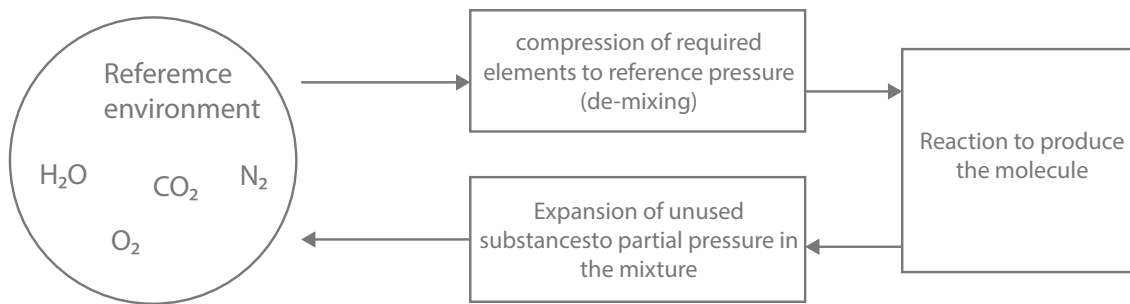 Referemce
environment
H₂O
CO₂
N₂
O₂
compression of required
elements to reference pressure
(de-mixing)
Reaction to produce
the molecule
Expansion of unused
substancesto partial pressure in
the mixture